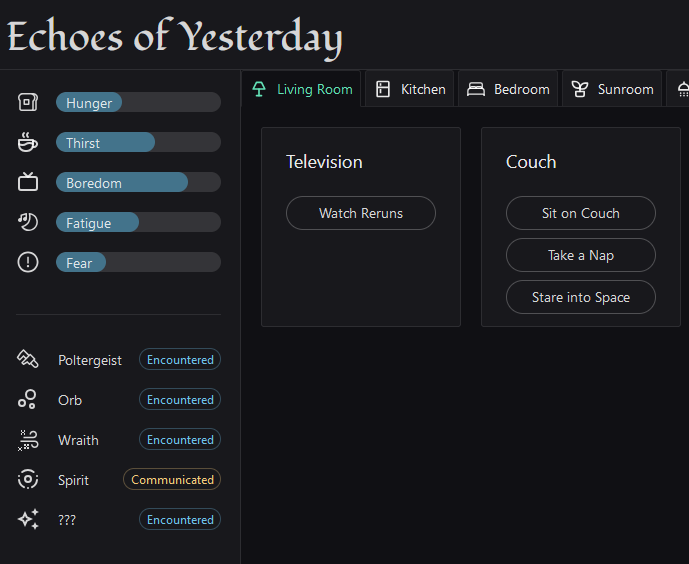 Echoes of Yesterday
Hunger
Thirst
Boredom
Fatigue
Fear
Poltergeist Encountered
Orb Encountered
Wraith Encountered
Spirit Communicated
??? Encountered
Living Room Kitchen Bedroom Sunroom
Television
Watch Reruns
Couch
Sit on Couch
Take a Nap
Stare into Space